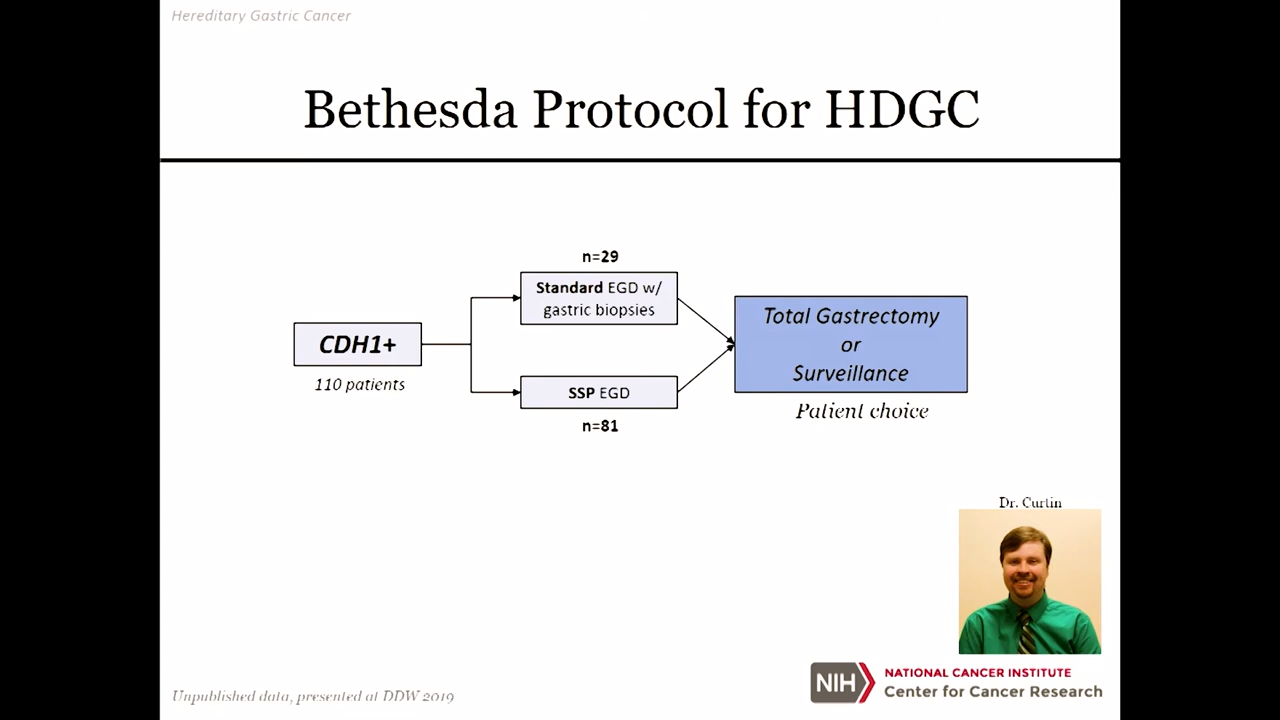 Hereditary Gastric Cancer
Bethesda Protocol for HDGC
n=29
Standard EGD w/
gastric biopsies
CDH1+
110 patients
SSP EGD
n=81
Total Gastrectomy
or
Surveillance
Patient choice
Dr. Curtin
Unpublished data, presented at DDW 2019
NIH
NATIONAL CANCER INSTITUTE
Center for Cancer Research